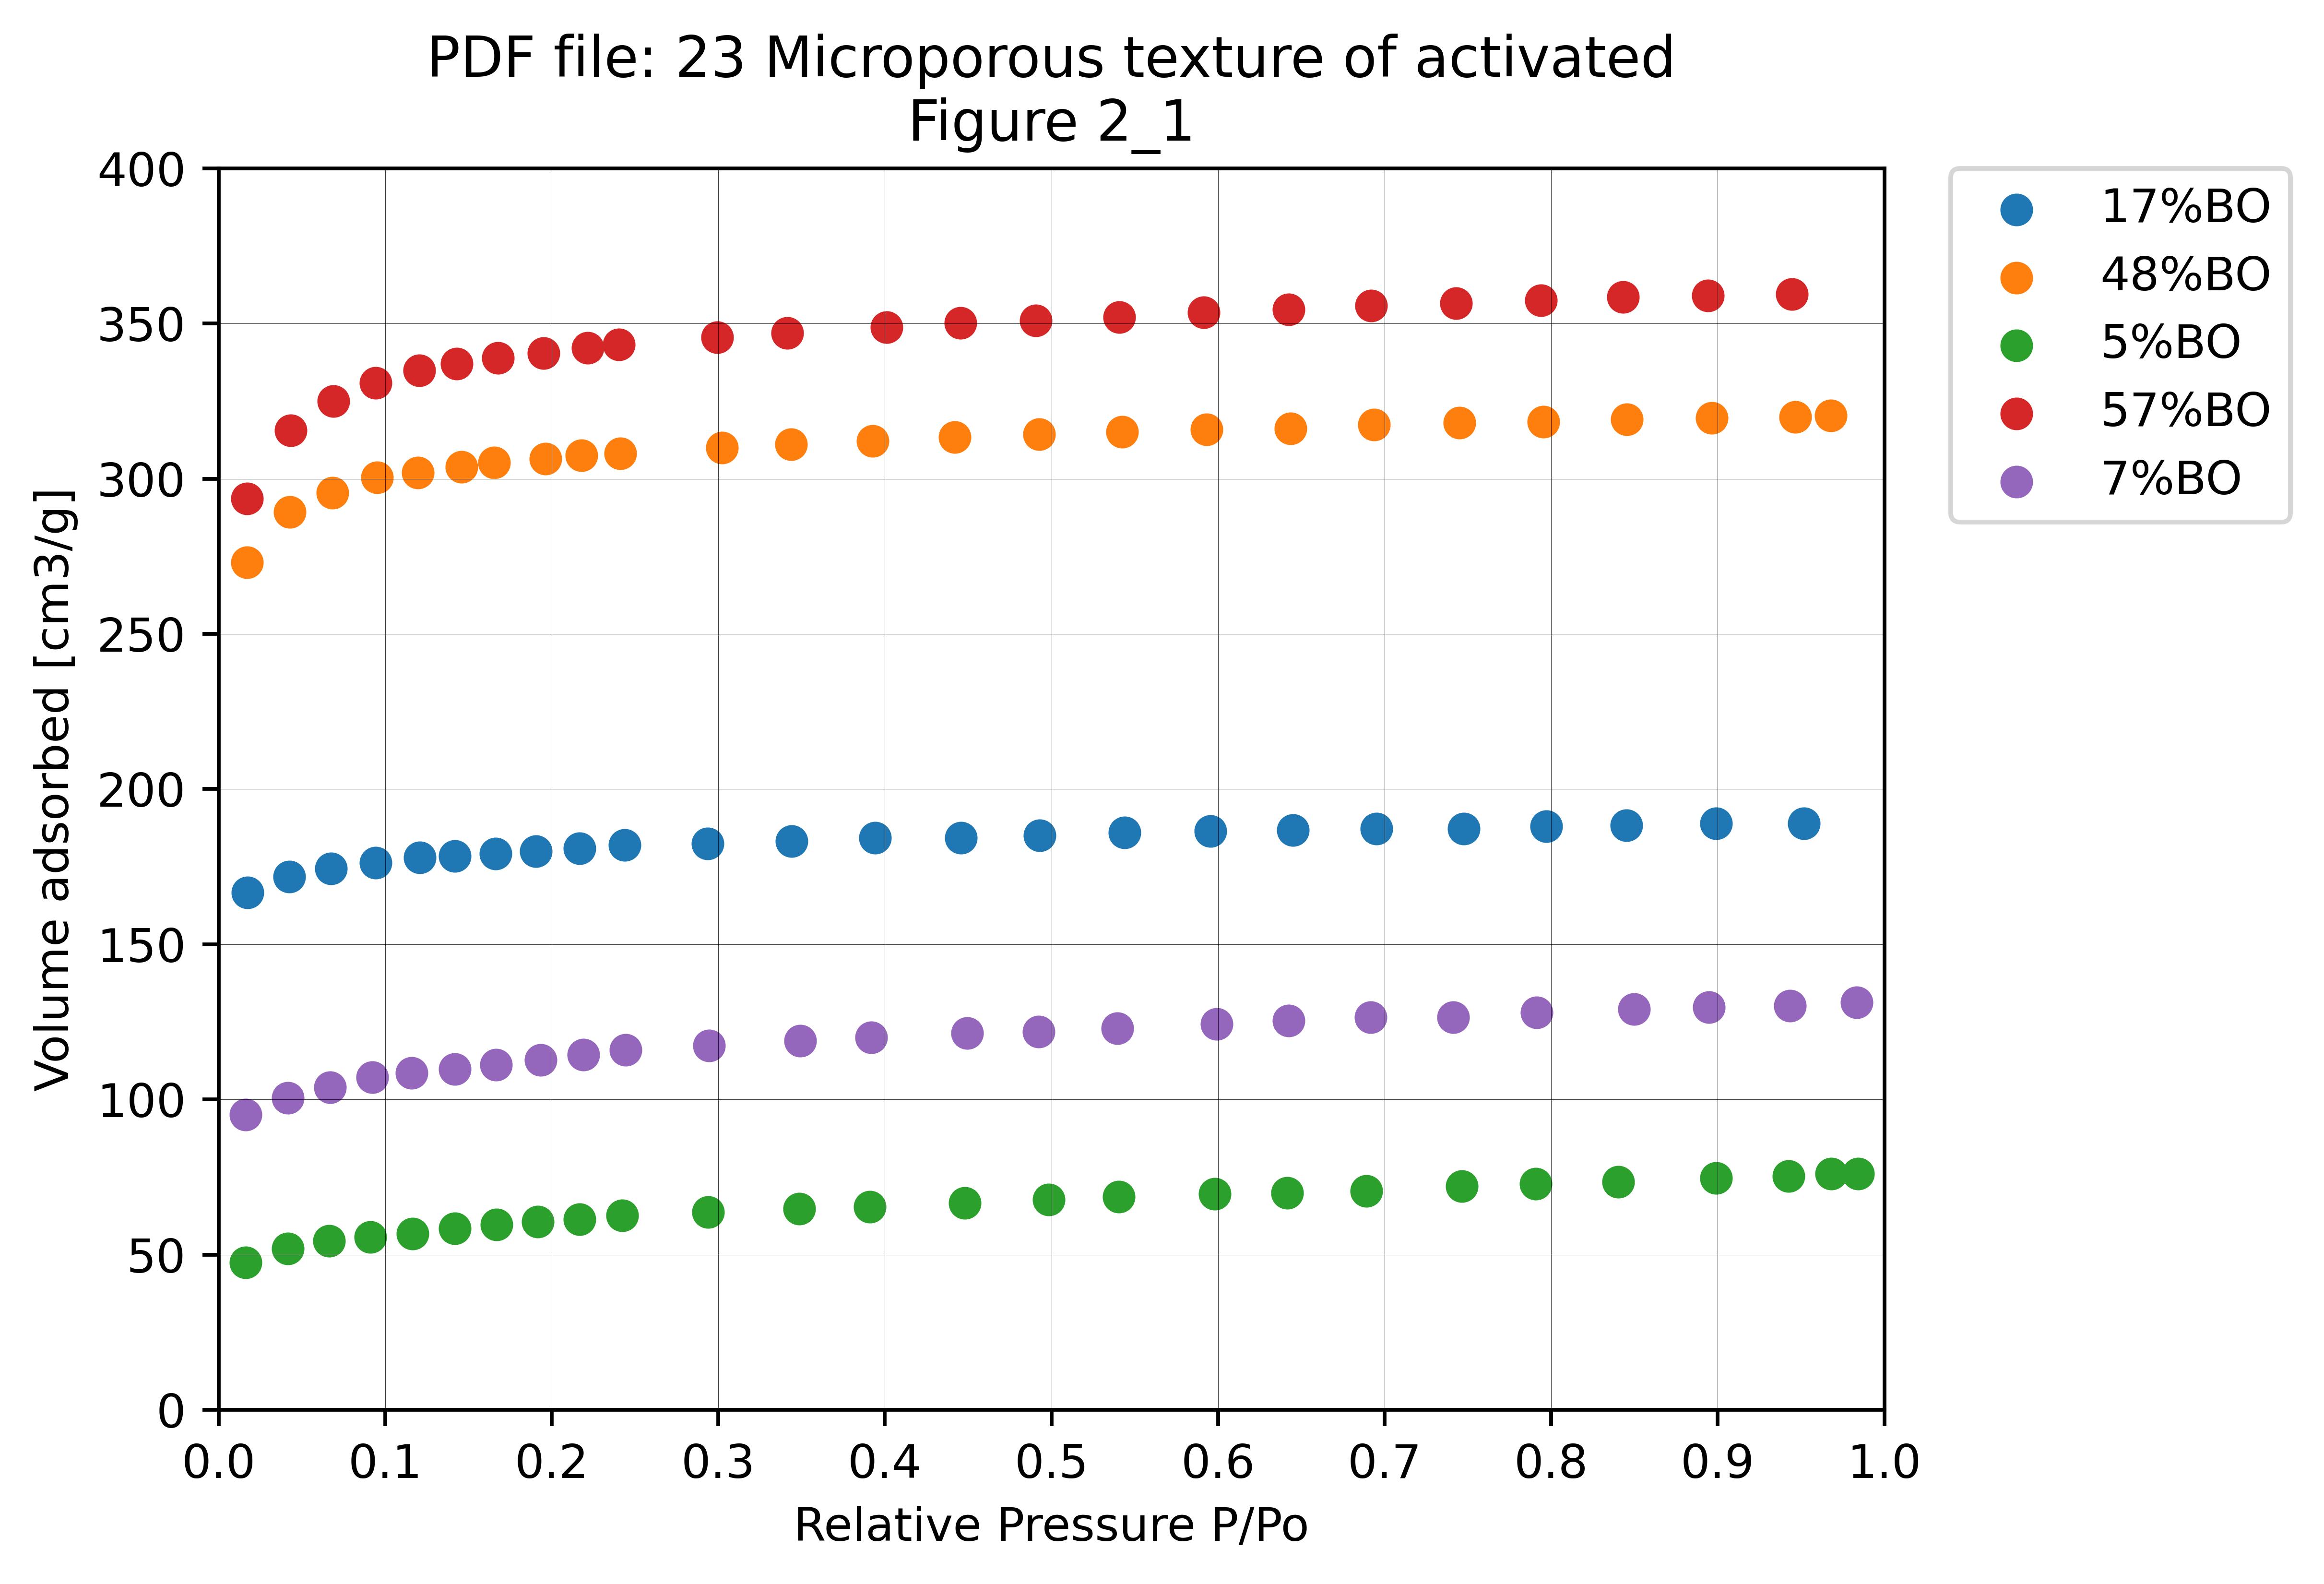 PDF file: 23 Microporous texture of activated
Figure 2_1
400
350
300
250
200
150
100
50
0
Volume adsorbed [cm3/g]
0.0 0.1 0.2 0.3 0.4 0.5 0.6 0.7 0.8 0.9 1.0
Relative Pressure P/Po
17%BO
48%BO
5%BO
57%BO
7%BO